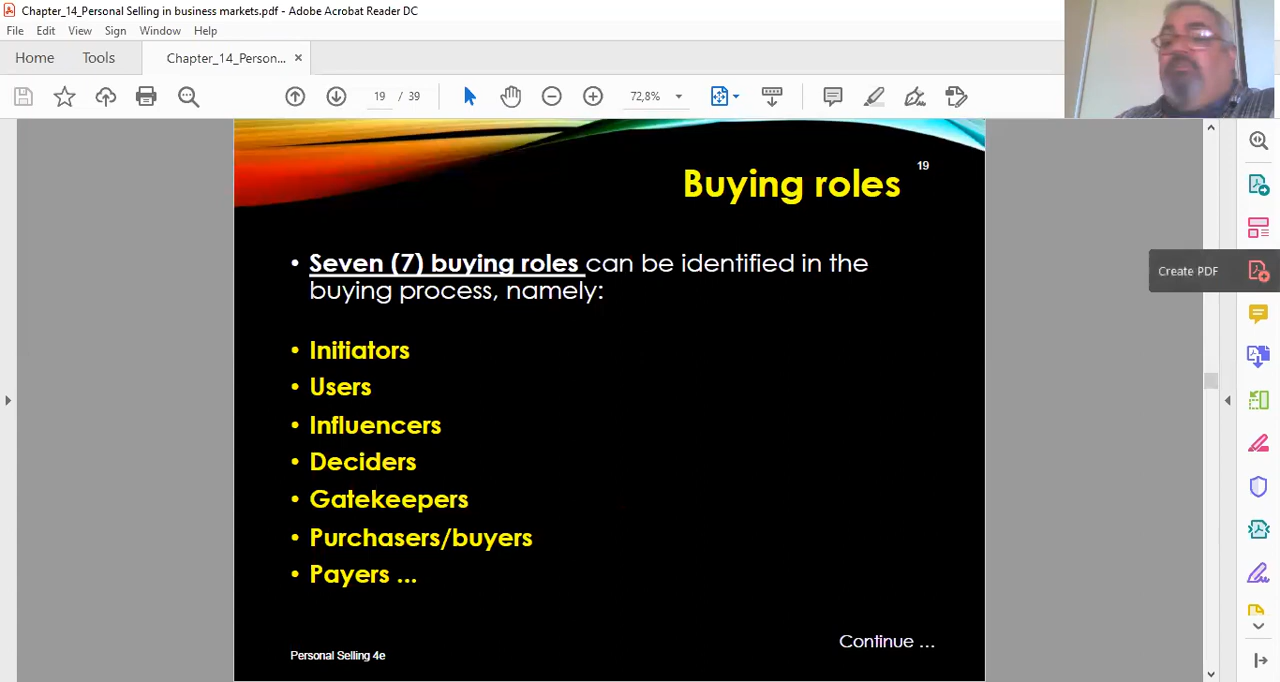 Chapter_14_Personal Selling in business markets.pdf - Adobe Acrobat Reader DC
File Edit View Sign Window Help
Home Tools Chapter_14_Person... ×
19 / 39 72,8%
19
Buying roles
• Seven (7) buying roles can be identified in the
buying process, namely:
• Initiators
• Users
• Influencers
• Deciders
• Gatekeepers
• Purchasers/buyers
• Payers ...
Continue ...
Personal Selling 4e
Create PDF